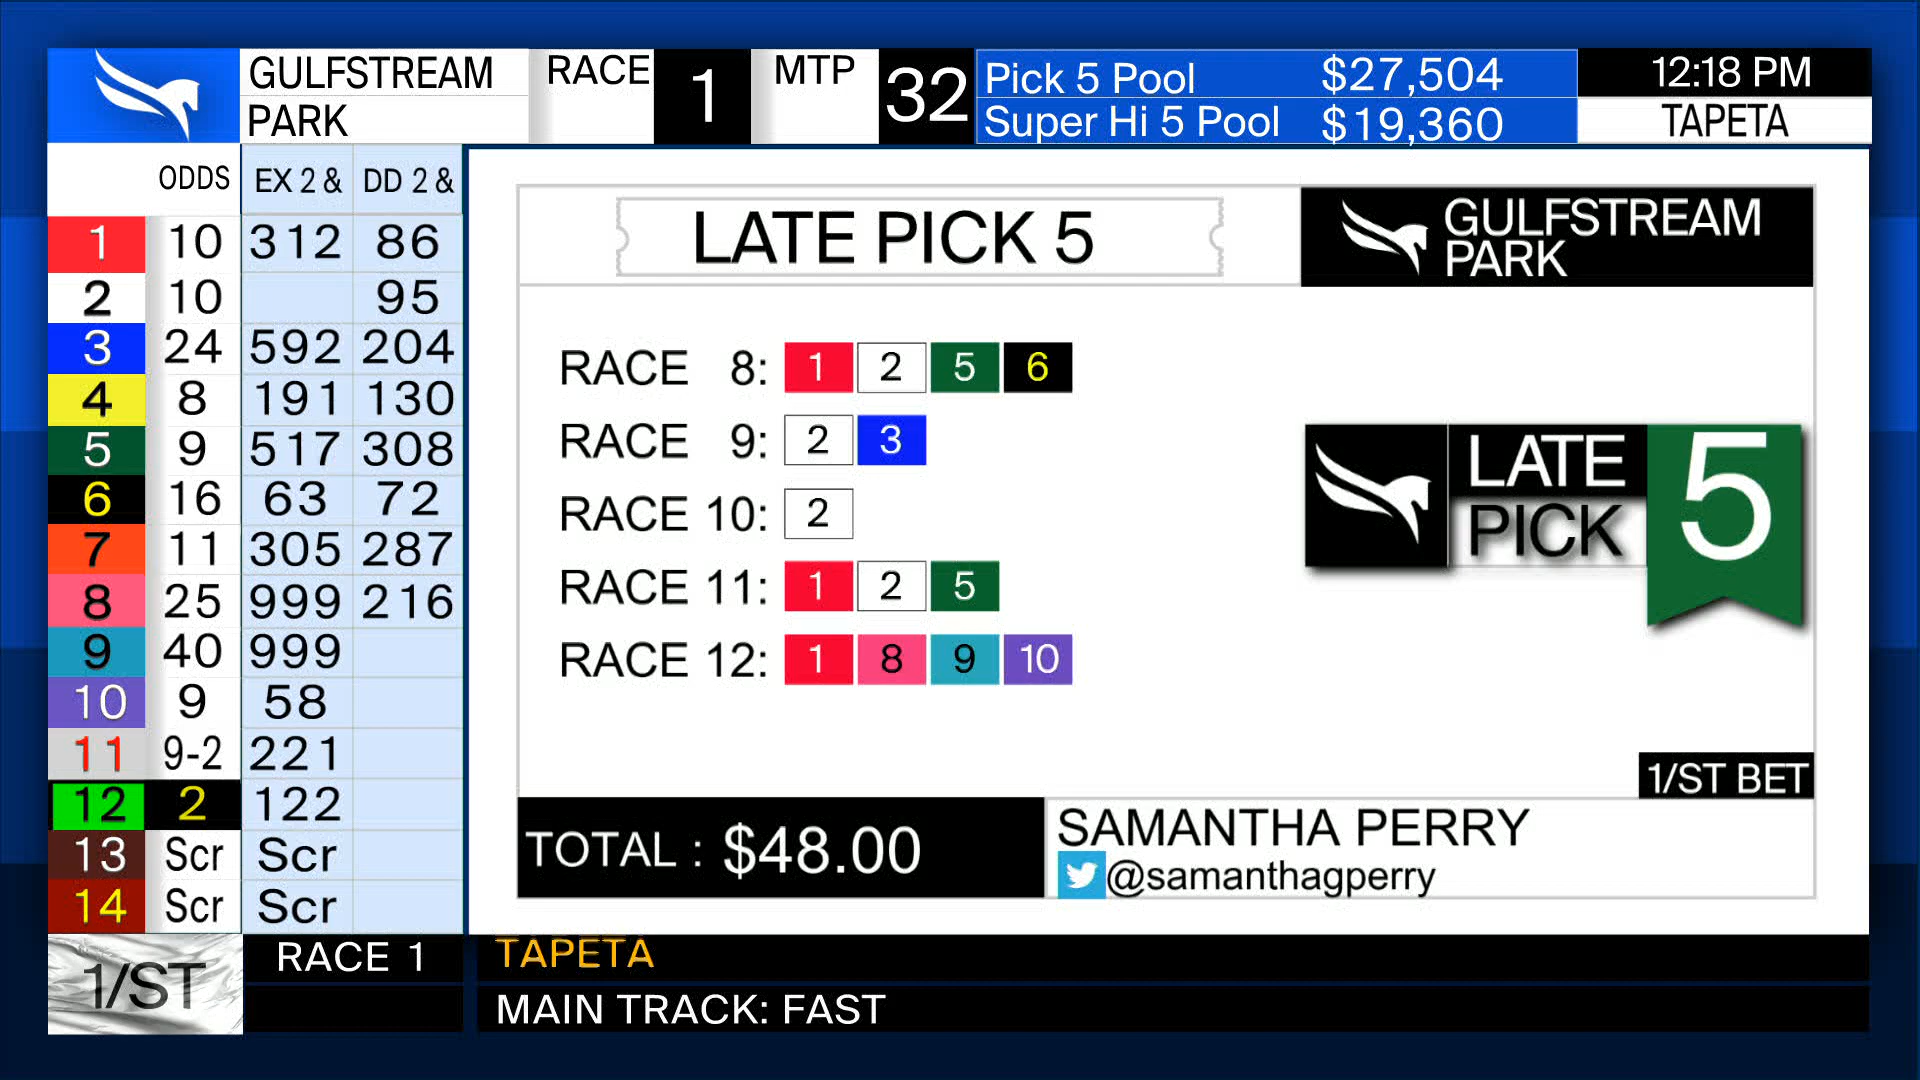 GULFSTREAM PARK RACE 1 MTP 32
Pick 5 Pool $27,504
Super Hi 5 Pool $19,360
12:18 PM
TAPETA
ODDS EX 2 & DD 2 &
1 10 312 86
2 10 95
3 24 592 204
4 8 191 130
5 9 517 308
6 16 63 72
7 11 305 287
8 25 999 216
9 40 999
10 9 58
11 9-2 221
12 2 122
13 Scr Scr
14 Scr Scr
LATE PICK 5
GULFSTREAM
PARK
RACE 8: 1 2 5 6
RACE 9: 2 3
RACE 10: 2
RACE 11: 1 2 5
RACE 12: 1 8 9 10
LATE
PICK
5
1/ST BET
TOTAL : $48.00
SAMANTHA PERRY
@samanthagperry
1/ST
RACE 1
TAPETA
MAIN TRACK: FAST